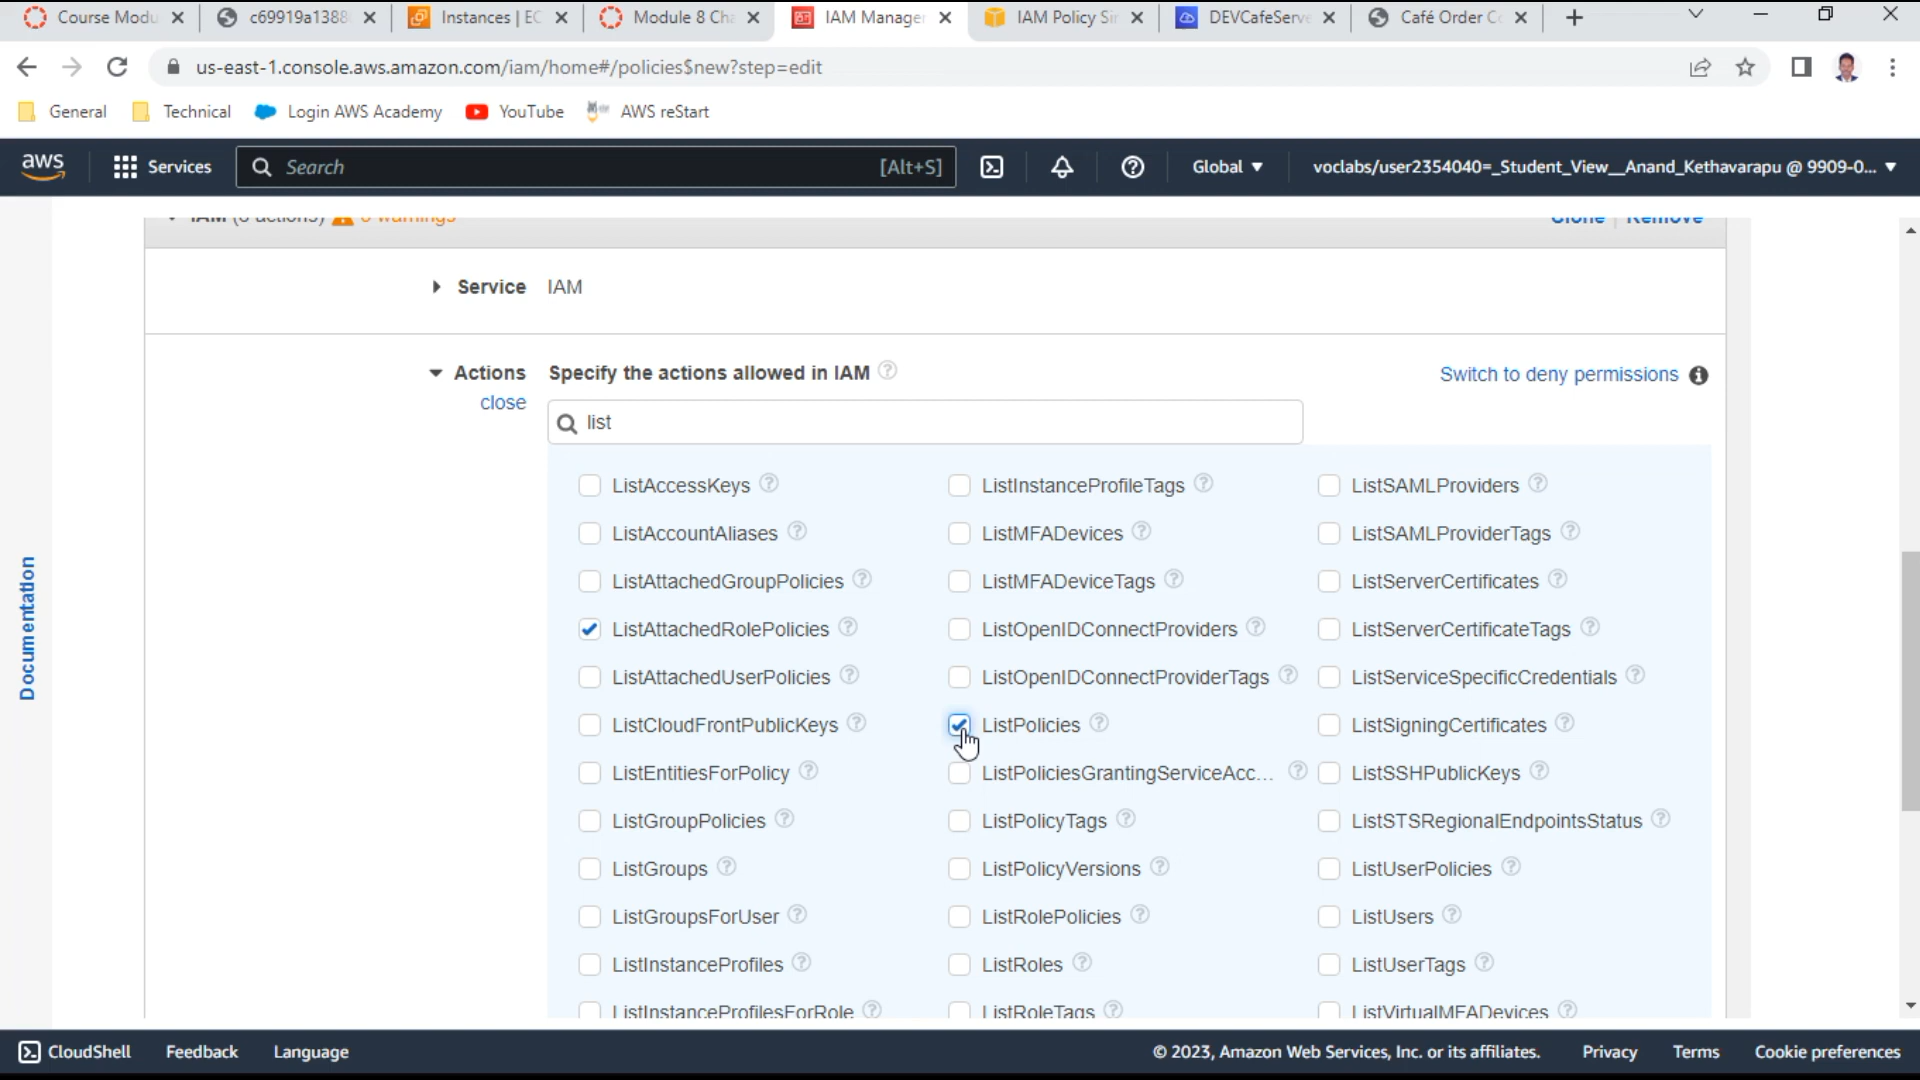 Course Modu
c69919a1388
Instances | EC
Module 8 Cha
IAM Manager
IAM Policy Sim
DEVCafeServe
Café Order Co
us-east-1.console.aws.amazon.com/iam/home#/policies$new?step=edit
General
Technical
Login AWS Academy
YouTube
AWS reStart
aws
Services
Search
[Alt+S]
Global
voclabs/user2354040=_Student_View__Anand_Kethavarapu @ 9909-0...
Clone
Remove
Documentation
Service IAM
Actions Specify the actions allowed in IAM
Switch to deny permissions
close
list
ListAccessKeys ListInstanceProfileTags ListSAMLProviders
ListAccountAliases ListMFADevices ListSAMLProviderTags
ListAttachedGroupPolicies ListMFADeviceTags ListServerCertificates
ListAttachedRolePolicies ListOpenIDConnectProviders ListServerCertificateTags
ListAttachedUserPolicies ListOpenIDConnectProviderTags ListServiceSpecificCredentials
ListCloudFrontPublicKeys ListPolicies ListSigningCertificates
ListEntitiesForPolicy ListPoliciesGrantingServiceAcc... ListSSHPublicKeys
ListGroupPolicies ListPolicyTags ListSTSRegionalEndpointsStatus
ListGroups ListPolicyVersions ListUserPolicies
ListGroupsForUser ListRolePolicies ListUsers
ListInstanceProfiles ListRoles ListUserTags
ListInstanceProfilesForRole ListRoleTags ListVirtualMFADevices
CloudShell
Feedback
Language
© 2023, Amazon Web Services, Inc. or its affiliates.
Privacy
Terms
Cookie preferences